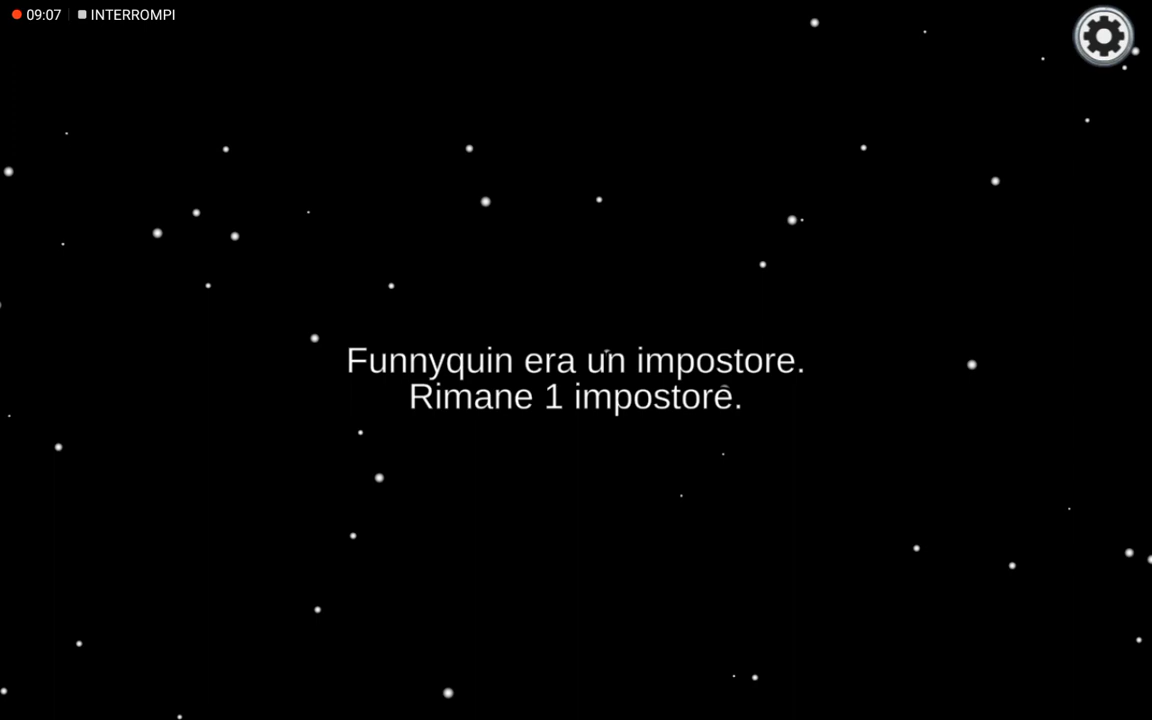 09:07 INTERROMPI
Funnyquin era un impostore.
Rimane 1 impostore.